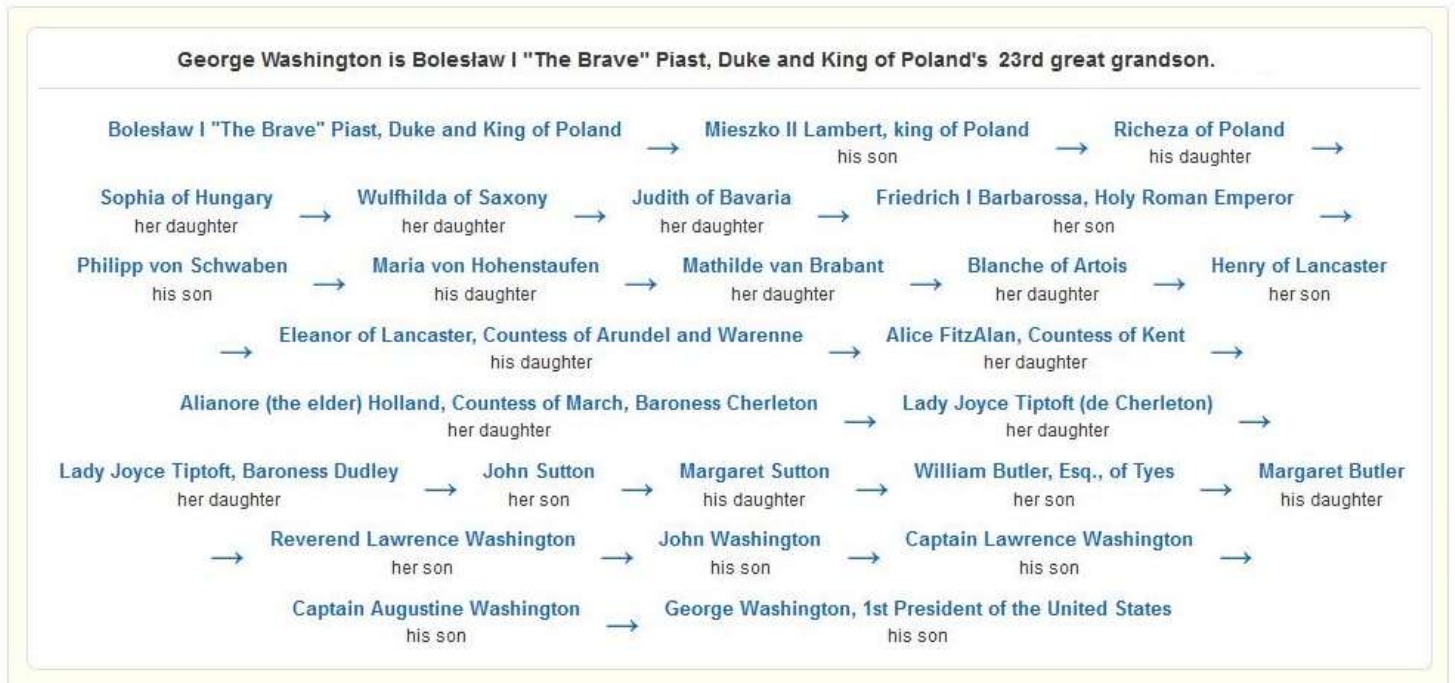 George Washington is Bolesław I "The Brave" Piast, Duke and King of Poland's 23rd great grandson.
Bolesław I "The Brave" Piast, Duke and King of Poland → Mieszko II Lambert, king of Poland → Richeza of Poland →
his son his daughter
Sophia of Hungary → Wulfhilda of Saxony → Judith of Bavaria → Friedrich I Barbarossa, Holy Roman Emperor →
her daughter her daughter her daughter her son
Philipp von Schwaben → Maria von Hohenstaufen → Mathilde van Brabant → Blanche of Artois → Henry of Lancaster
his son his daughter her daughter her daughter her son
→ Eleanor of Lancaster, Countess of Arundel and Warenne → Alice FitzAlan, Countess of Kent →
his daughter her daughter
Alianore (the elder) Holland, Countess of March, Baroness Cherleton → Lady Joyce Tiptoft (de Cherleton) →
her daughter her daughter
Lady Joyce Tiptoft, Baroness Dudley → John Sutton → Margaret Sutton → William Butler, Esq., of Tyes → Margaret Butler
her daughter her son his daughter her son his daughter
→ Reverend Lawrence Washington → John Washington → Captain Lawrence Washington →
her son his son his son
Captain Augustine Washington → George Washington, 1st President of the United States
his son his son